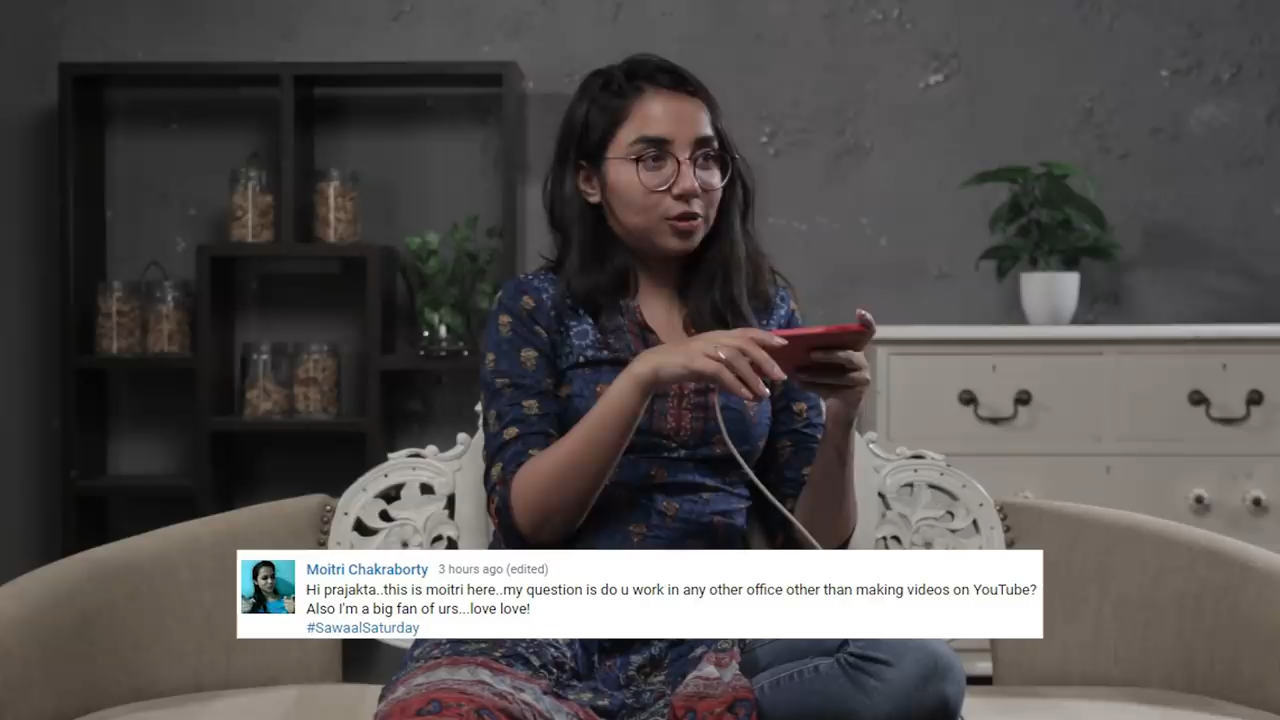 Moitri Chakraborty 3 hours ago (edited)
Hi prajakta..this is moitri here..my question is do u work in any other office other than making videos on YouTube?
Also I'm a big fan of urs...love love!
#SawaalSaturday